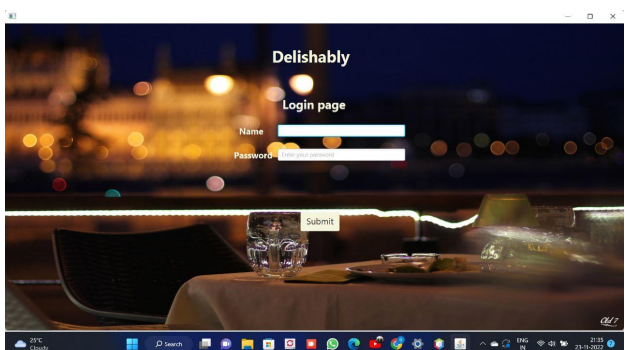 Delishably
Login page
Name
Password Enter your password
Submit
25°C
Cloudy
Search
ENG
IN
21:35
23-11-2022